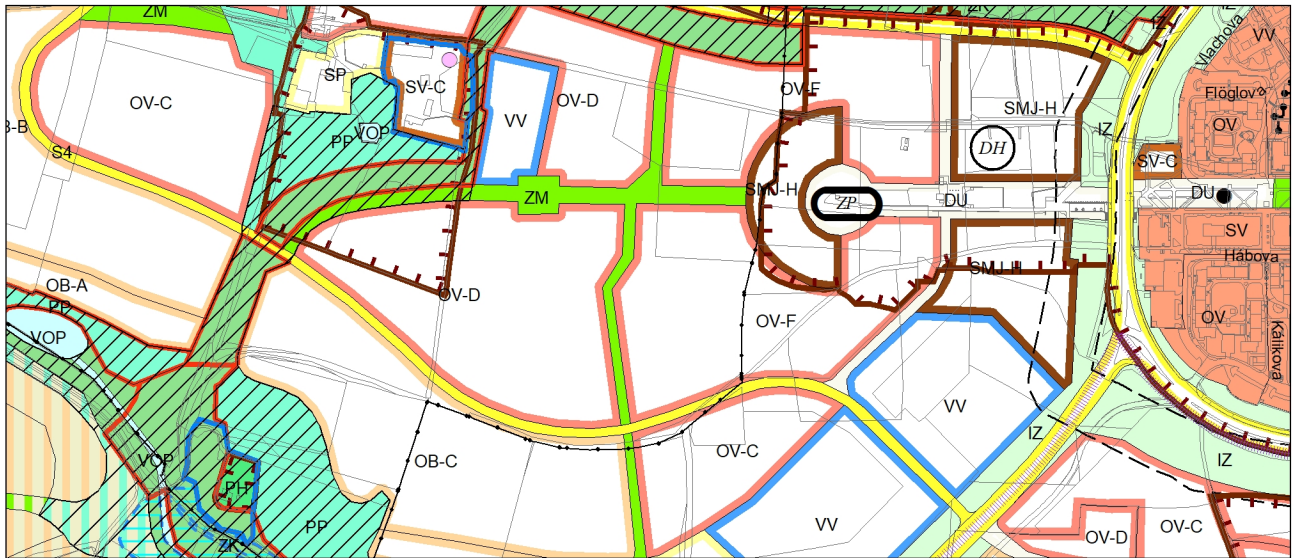 ZM
ZK
IZ
IZ
Vlachova
VV
SP
SV-C
OV-C
OV-D
OV-F
SMJ-H
Flöglova
VV
VOP
PP
IZ
DH
OV
S4
SV-C
ZM
SMJ-H
ZP
DU
DU
SV
Hábova
OB-A
PP
OV-D
SMJ-H
VOP
OV-F
OV
Kálikova
VV
OV-C
IZ
VOP
OB-C
IZ
PH
PP
VV
OV-C
OV-D
ZK